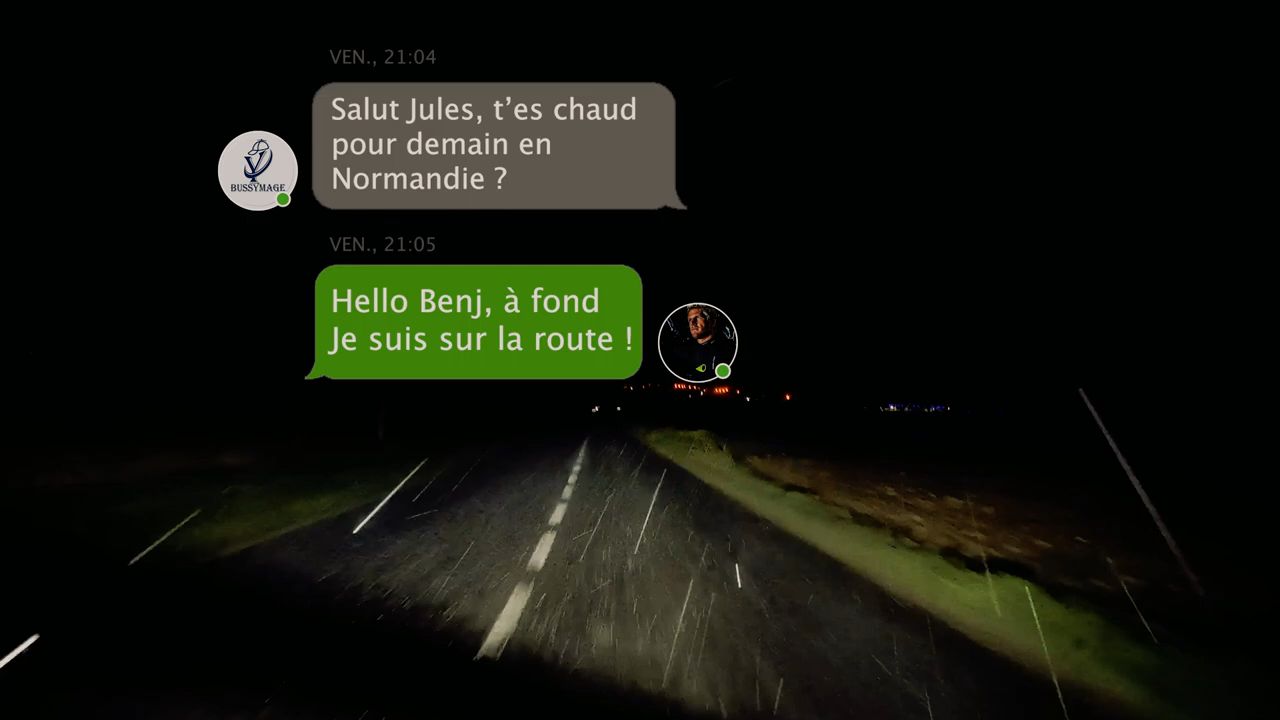 VEN., 21:04
Salut Jules, t’es chaud
pour demain en
Normandie ?
BUSSYMAGE
VEN., 21:05
Hello Benj, à fond
Je suis sur la route !